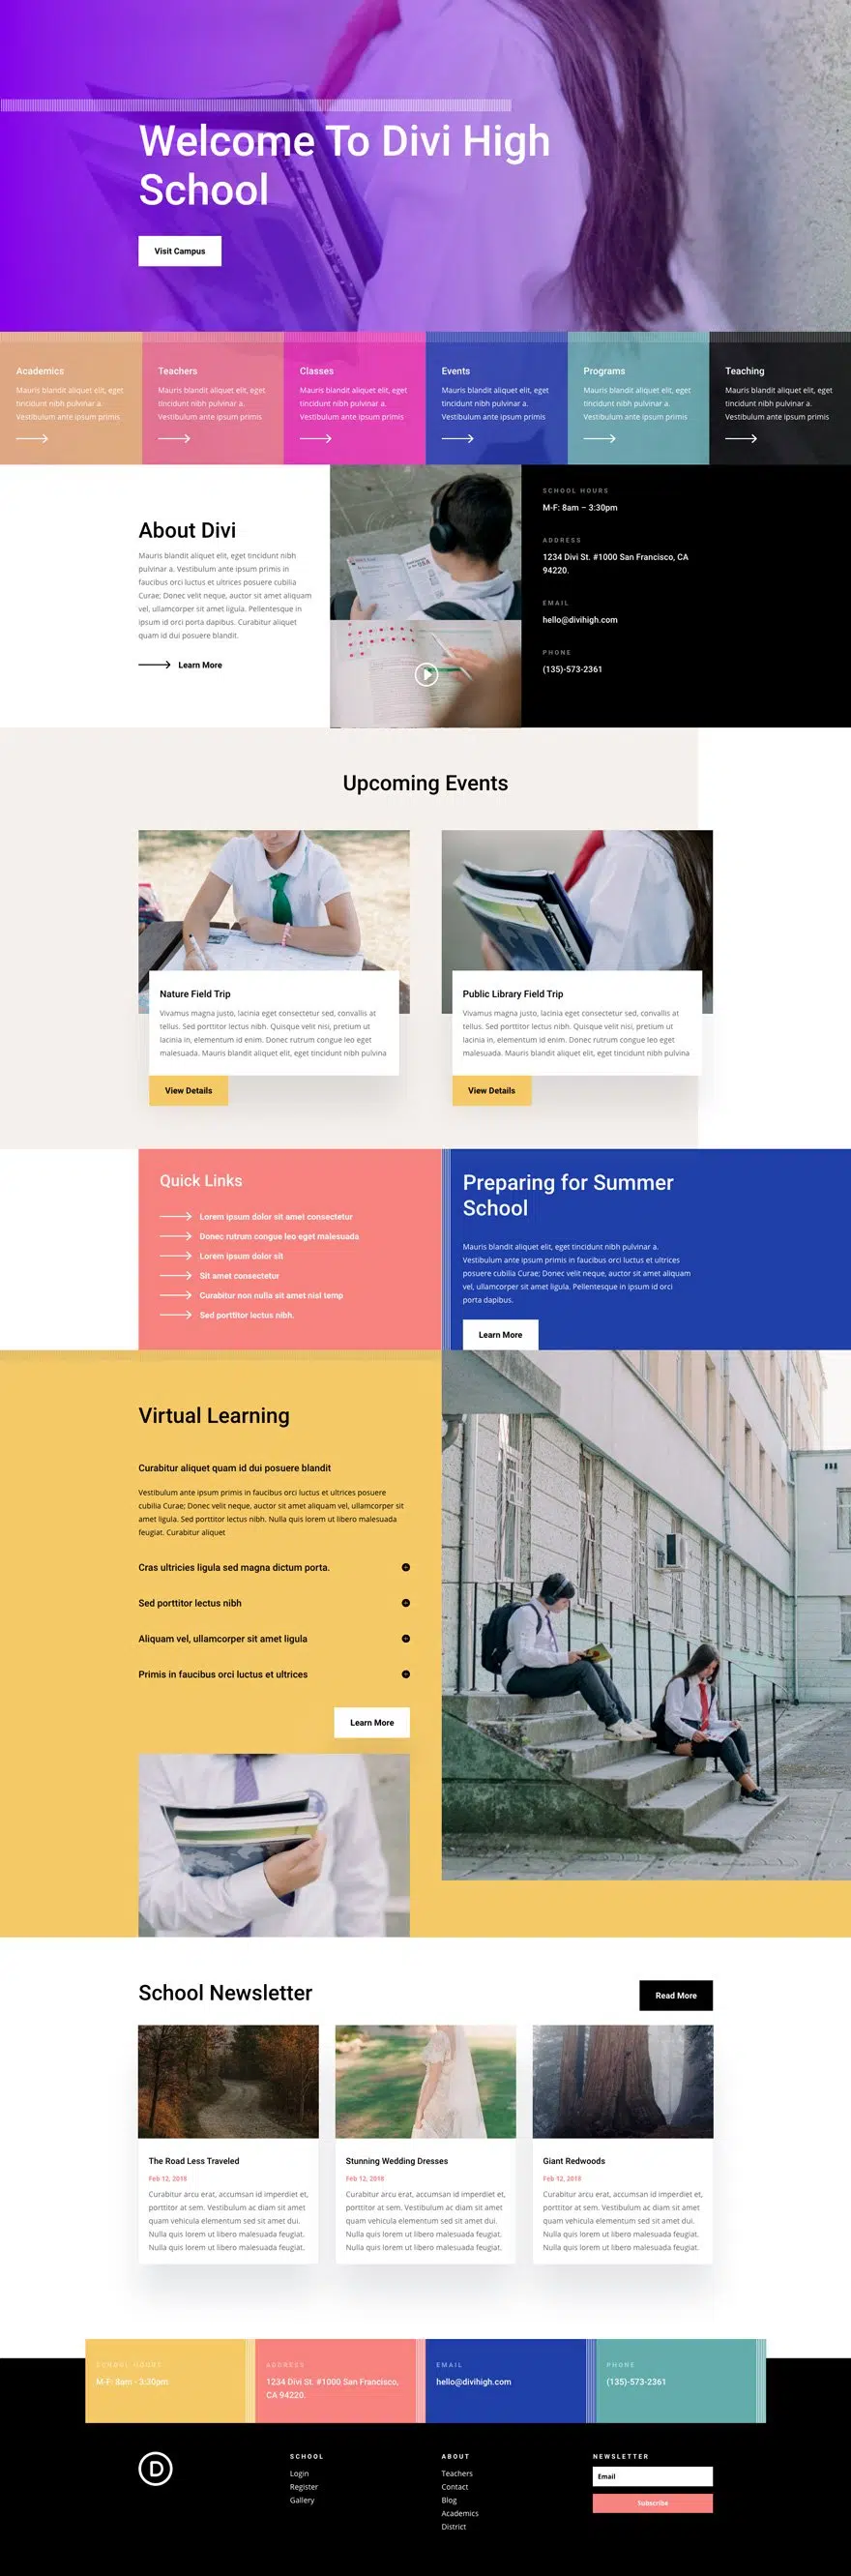 Welcome To Divi High
School
Visit Campus
Academics
Mauris blandit aliquet elit, eget
tincidunt nibh pulvinar a.
Vestibulum ante ipsum primis
Teachers
Mauris blandit aliquet elit, eget
tincidunt nibh pulvinar a.
Vestibulum ante ipsum primis
Classes
Mauris blandit aliquet elit, eget
tincidunt nibh pulvinar a.
Vestibulum ante ipsum primis
Events
Mauris blandit aliquet elit, eget
tincidunt nibh pulvinar a.
Vestibulum ante ipsum primis
Programs
Mauris blandit aliquet elit, eget
tincidunt nibh pulvinar a.
Vestibulum ante ipsum primis
Teaching
Mauris blandit aliquet elit, eget
tincidunt nibh pulvinar a.
Vestibulum ante ipsum primis
About Divi
Mauris blandit aliquet elit, eget tincidunt nibh
pulvinar a. Vestibulum ante ipsum primis in
faucibus orci luctus et ultrices posuere cubilia
Curae; Donec velit neque, auctor sit amet aliquam
vel, ullamcorper sit amet ligula. Pellentesque in
ipsum id orci porta dapibus. Curabitur aliquet
quam id dui posuere blandit.
Learn More
SCHOOL HOURS
M-F: 8am – 3:30pm
ADDRESS
1234 Divi St. #1000 San Francisco, CA
94220.
EMAIL
hello@divihigh.com
PHONE
(135)-573-2361
Upcoming Events
Nature Field Trip
Vivamus magna justo, lacinia eget consectetur sed, convallis at
tellus. Sed porttitor lectus nibh. Quisque velit nisi, pretium ut
lacinia in, elementum id enim. Donec rutrum congue leo eget
malesuada. Mauris blandit aliquet elit, eget tincidunt nibh pulvina
View Details
Public Library Field Trip
Vivamus magna justo, lacinia eget consectetur sed, convallis at
tellus. Sed porttitor lectus nibh. Quisque velit nisi, pretium ut
lacinia in, elementum id enim. Donec rutrum congue leo eget
malesuada. Mauris blandit aliquet elit, eget tincidunt nibh pulvina
View Details
Quick Links
Lorem ipsum dolor sit amet consectetur
Donec rutrum congue leo eget malesuada
Lorem ipsum dolor sit
Sit amet consectetur
Curabitur non nulla sit amet nisl temp
Sed porttitor lectus nibh.
Preparing for Summer
School
Mauris blandit aliquet elit, eget tincidunt nibh pulvinar a.
Vestibulum ante ipsum primis in faucibus orci luctus et ultrices
posuere cubilia Curae; Donec velit neque, auctor sit amet aliquam
vel, ullamcorper sit amet ligula. Pellentesque in ipsum id orci
porta dapibus.
Learn More
Virtual Learning
Curabitur aliquet quam id dui posuere blandit
Vestibulum ante ipsum primis in faucibus orci luctus et ultrices posuere
cubilia Curae; Donec velit neque, auctor sit amet aliquam vel, ullamcorper sit
amet ligula. Sed porttitor lectus nibh. Nulla quis lorem ut libero malesuada
feugiat. Curabitur aliquet
Cras ultricies ligula sed magna dictum porta.
Sed porttitor lectus nibh
Aliquam vel, ullamcorper sit amet ligula
Primis in faucibus orci luctus et ultrices
Learn More
School Newsletter
Read More
The Road Less Traveled
Feb 12, 2018
Curabitur arcu erat, accumsan id imperdiet et,
porttitor at sem. Vestibulum ac diam sit amet
quam vehicula elementum sed sit amet dui.
Nulla quis lorem ut libero malesuada feugiat.
Nulla quis lorem ut libero malesuada feugiat.
Stunning Wedding Dresses
Feb 12, 2018
Curabitur arcu erat, accumsan id imperdiet et,
porttitor at sem. Vestibulum ac diam sit amet
quam vehicula elementum sed sit amet dui.
Nulla quis lorem ut libero malesuada feugiat.
Nulla quis lorem ut libero malesuada feugiat.
Giant Redwoods
Feb 12, 2018
Curabitur arcu erat, accumsan id imperdiet et,
porttitor at sem. Vestibulum ac diam sit amet
quam vehicula elementum sed sit amet dui.
Nulla quis lorem ut libero malesuada feugiat.
Nulla quis lorem ut libero malesuada feugiat.
M-F: 8am - 3:30pm
ADDRESS
1234 Divi St. #1000 San Francisco,
CA 94220.
EMAIL
hello@divihigh.com
PHONE
(135)-573-2361
D
SCHOOL
Login
Register
Gallery
ABOUT
Teachers
Contact
Blog
Academics
District
NEWSLETTER
Email
Subscribe